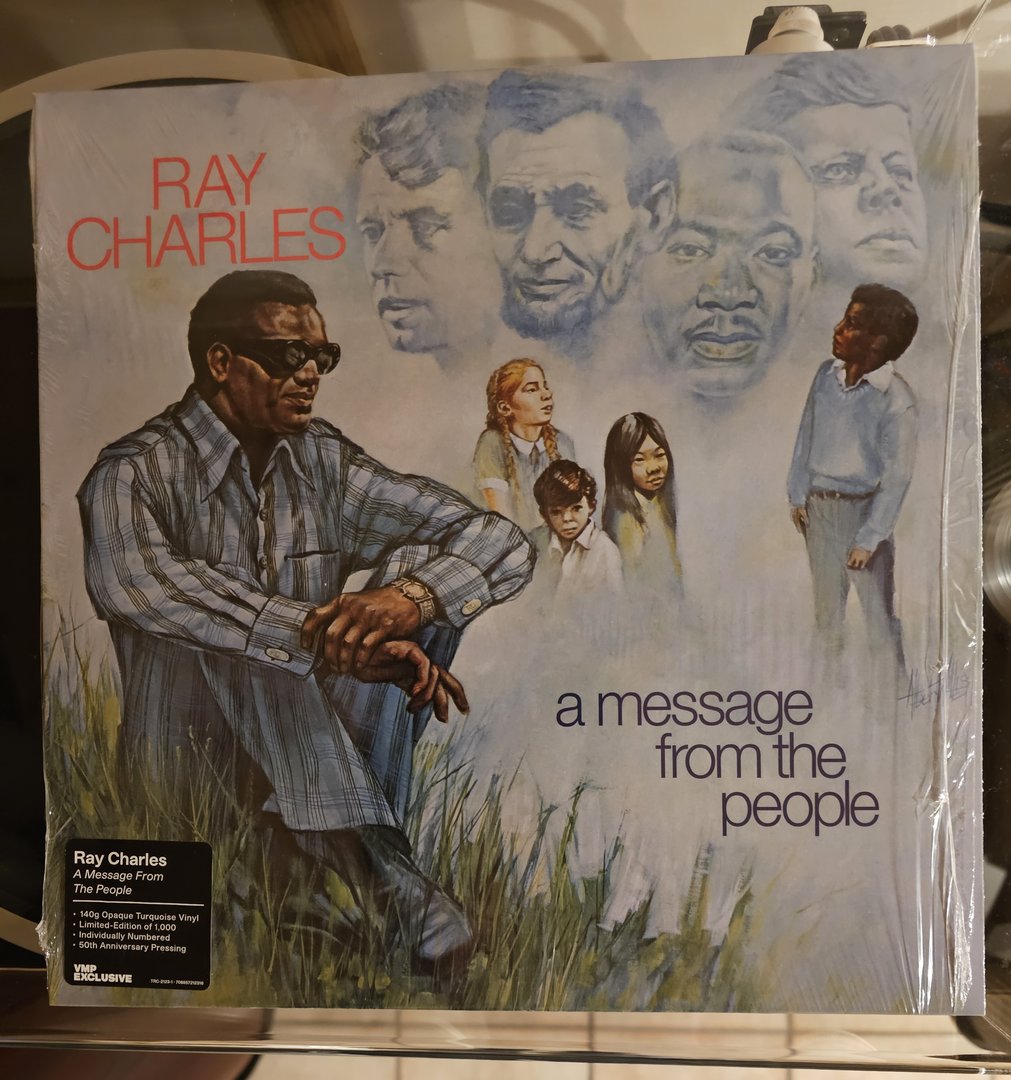 RAY
CHARLES
a message
from the
people
Ray Charles
A Message From
The People
• 140g Opaque Turquoise Vinyl
• Limited-Edition of 1,000
• Individually Numbered
• 50th Anniversary Pressing
VMP
EXCLUSIVE